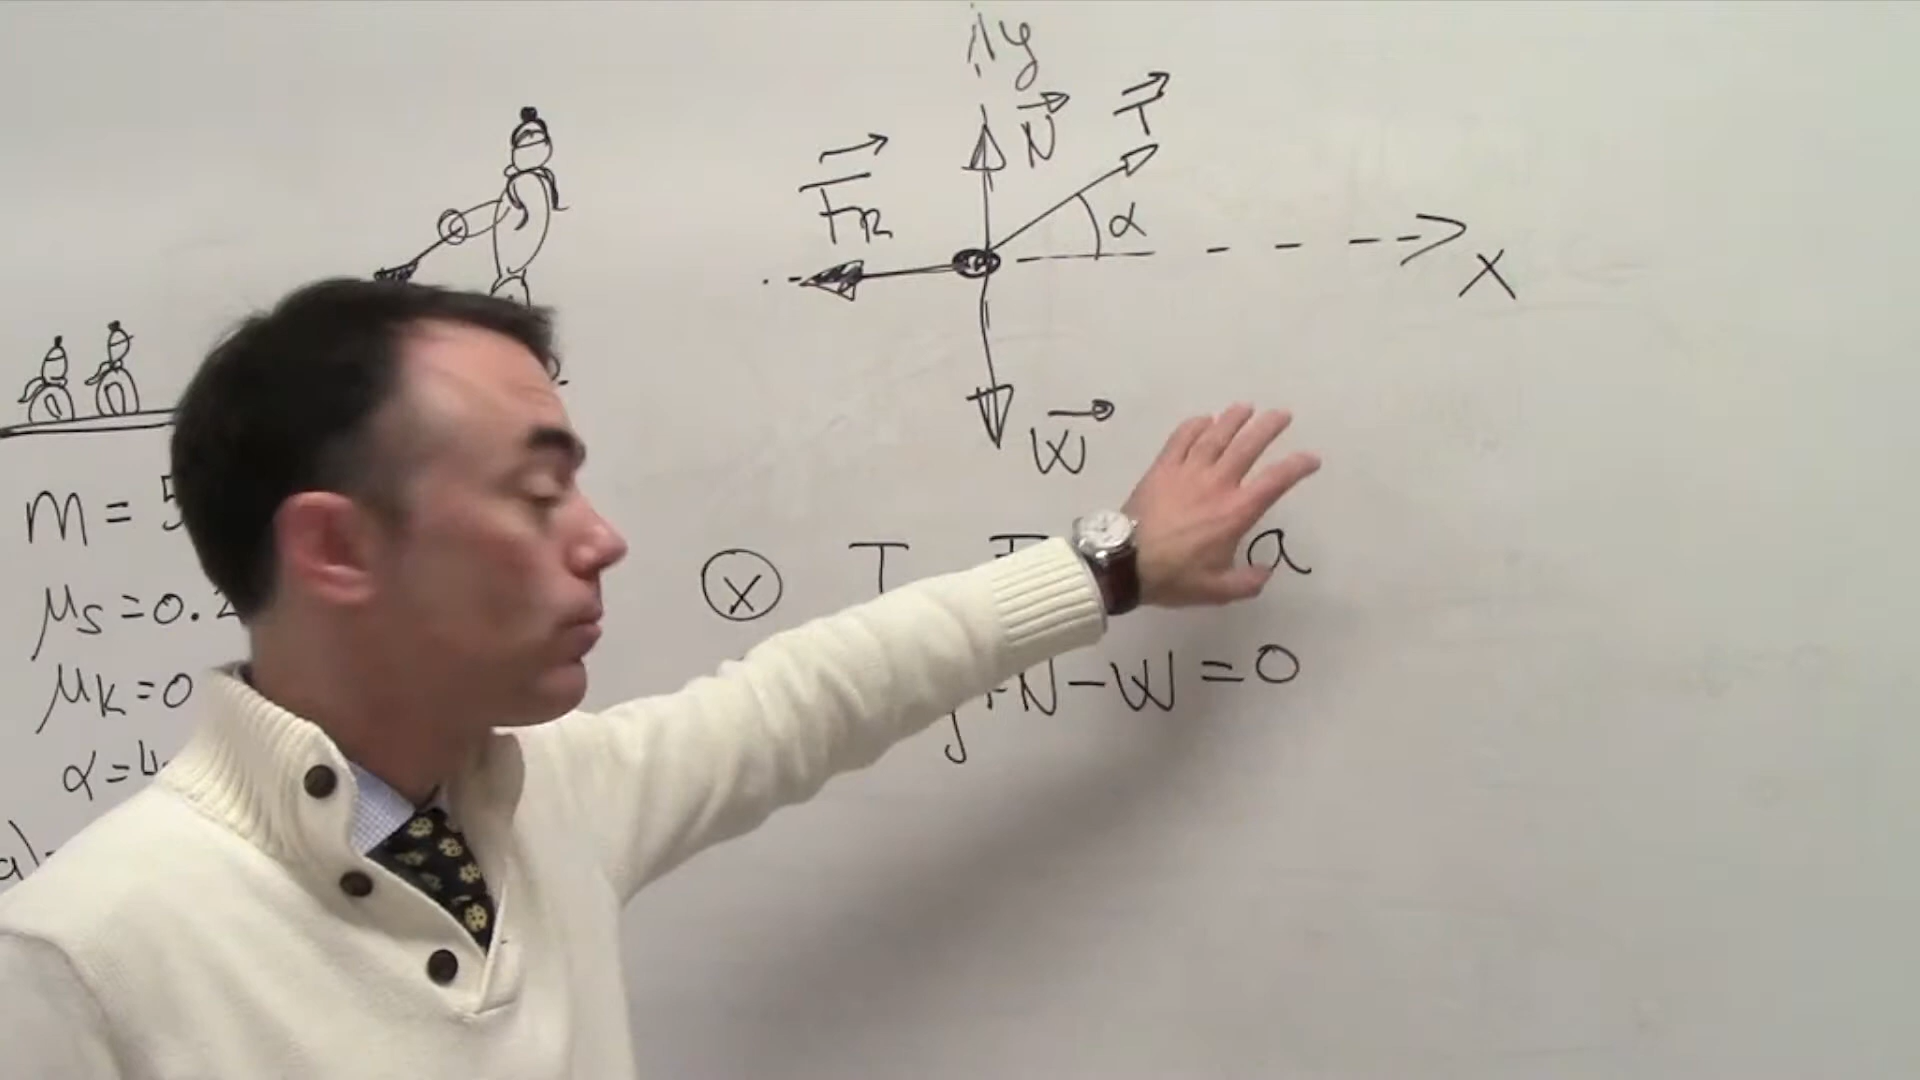 y
N
T
FR
α
x
W
m = 5
μs = 0.2
μk = 0
α = 4
a)
x T a
y + N - W = 0